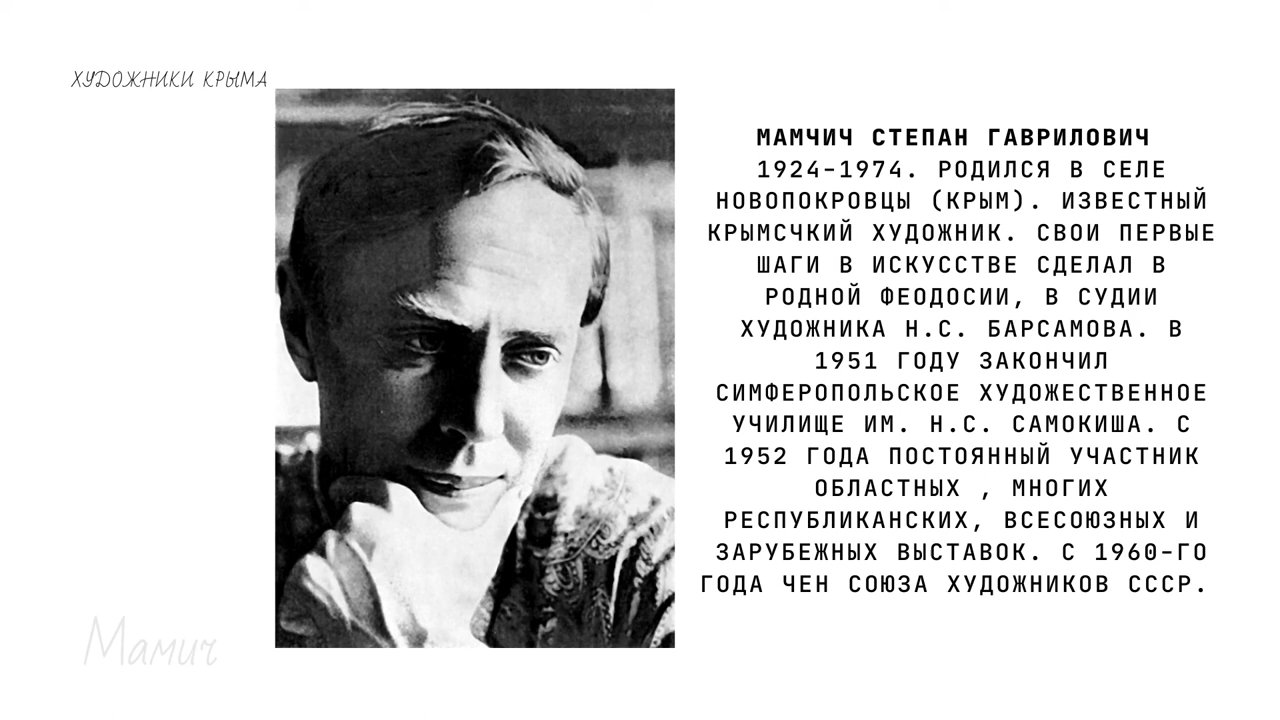 ХУДОЖНИКИ КРЫМА
МАМЧИЧ СТЕПАН ГАВРИЛОВИЧ
1924-1974. РОДИЛСЯ В СЕЛЕ
НОВОПОКРОВЦЫ (КРЫМ). ИЗВЕСТНЫЙ
КРЫМСЧКИЙ ХУДОЖНИК. СВОИ ПЕРВЫЕ
ШАГИ В ИСКУССТВЕ СДЕЛАЛ В
РОДНОЙ ФЕОДОСИИ, В СУДИИ
ХУДОЖНИКА Н.С. БАРСАМОВА. В
1951 ГОДУ ЗАКОНЧИЛ
СИМФЕРОПОЛЬСКОЕ ХУДОЖЕСТВЕННОЕ
УЧИЛИЩЕ ИМ. Н.С. САМОКИША. С
1952 ГОДА ПОСТОЯННЫЙ УЧАСТНИК
ОБЛАСТНЫХ , МНОГИХ
РЕСПУБЛИКАНСКИХ, ВСЕСОЮЗНЫХ И
ЗАРУБЕЖНЫХ ВЫСТАВОК. С 1960-ГО
ГОДА ЧЕН СОЮЗА ХУДОЖНИКОВ СССР.
Мамич